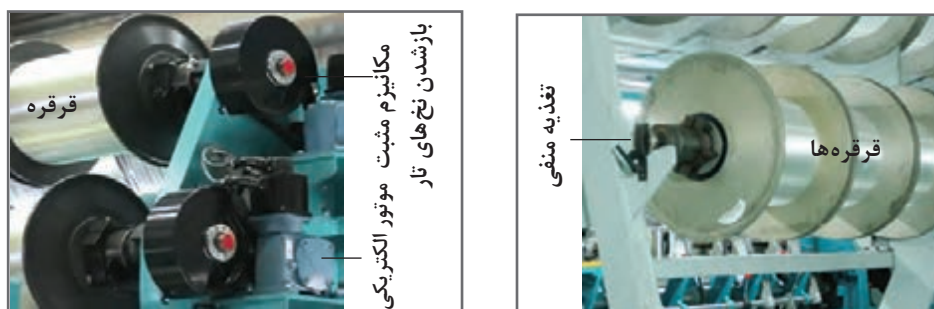 قرقره‌ها
تغذیه منفی
مکانیزم مثبت
بازشدن نخ‌های تار
موتور الکتریکی
قرقره